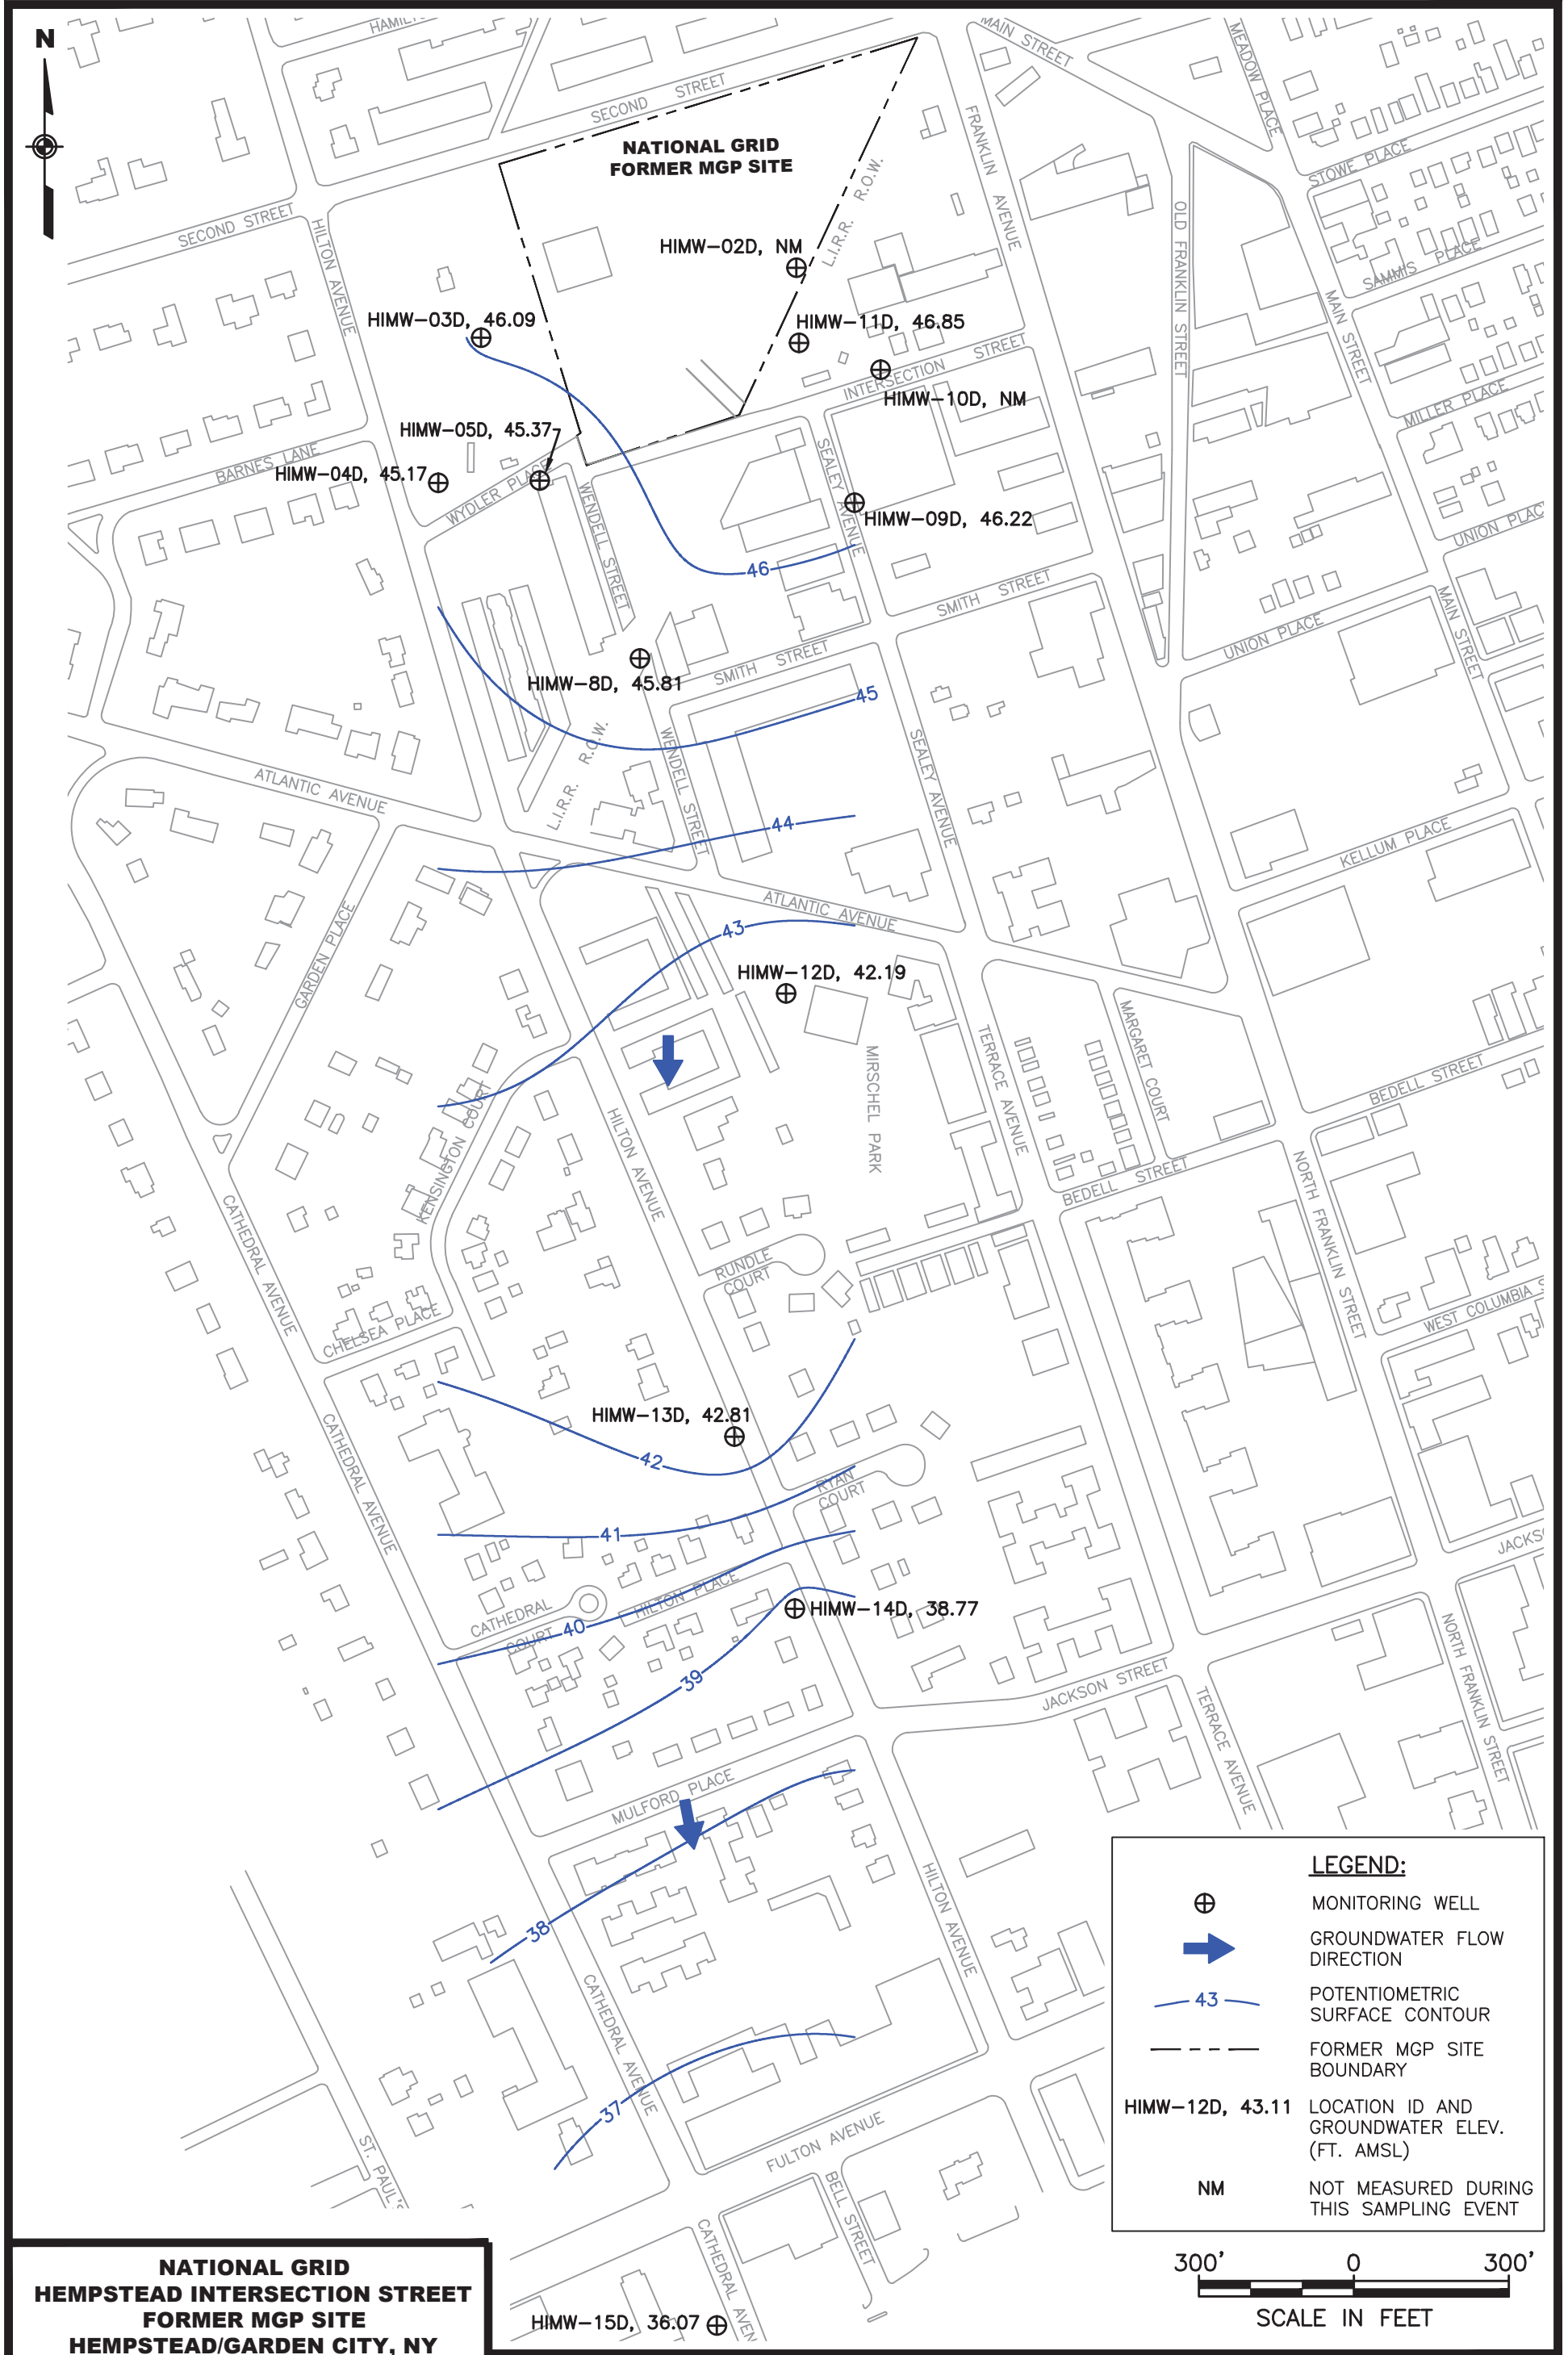 N
HAMIL
MAIN STREET
MEADOW PLACE
SECOND STREET
NATIONAL GRID
FORMER MGP SITE
FRANKLIN AVENUE
L.I.R.R. R.O.W.
STOWE PLACE
OLD FRANKLIN STREET
SECOND STREET
HILTON AVENUE
HIMW-02D, NM
SAMMIS PLACE
MAIN STREET
HIMW-03D, 46.09
HIMW-11D, 46.85
INTERSECTION STREET
HIMW-10D, NM
MILLER PLACE
HIMW-05D, 45.37
BARNES LANE
HIMW-04D, 45.17
WYDLER PLACE
WENDELL STREET
SEALEY AVENUE
HIMW-09D, 46.22
UNION PLAC
46
SMITH STREET
MAIN STREET
UNION PLACE
SMITH STREET
HIMW-8D, 45.81
45
L.I.R.R. R.O.W.
WENDELL STREET
SEALEY AVENUE
ATLANTIC AVENUE
44
KELLUM PLACE
ATLANTIC AVENUE
43
GARDEN PLACE
HIMW-12D, 42.19
MIRSCHEL PARK
TERRACE AVENUE
MARGARET COURT
BEDELL STREET
KENSINGTON COURT
HILTON AVENUE
BEDELL STREET
NORTH FRANKLIN STREET
CATHEDRAL AVENUE
RUNDLE
COURT
CHELSEA PLACE
WEST COLUMBIA S
HIMW-13D, 42.81
42
CATHEDRAL AVENUE
RYAN
COURT
41
JACKS
HILTON PLACE
CATHEDRAL
COURT
40
HIMW-14D, 38.77
39
JACKSON STREET
NORTH FRANKLIN STREET
TERRACE AVENUE
MULFORD PLACE
38
HILTON AVENUE
CATHEDRAL AVENUE
37
FULTON AVENUE
ST. PAUL'S
BELL STREET
CATHEDRAL AVEN
HIMW-15D, 36.07
LEGEND:
MONITORING WELL
GROUNDWATER FLOW
DIRECTION
43
POTENTIOMETRIC
SURFACE CONTOUR
FORMER MGP SITE
BOUNDARY
HIMW-12D, 43.11
LOCATION ID AND
GROUNDWATER ELEV.
(FT. AMSL)
NM
NOT MEASURED DURING
THIS SAMPLING EVENT
300' 0 300'
SCALE IN FEET
NATIONAL GRID
HEMPSTEAD INTERSECTION STREET
FORMER MGP SITE
HEMPSTEAD/GARDEN CITY, NY